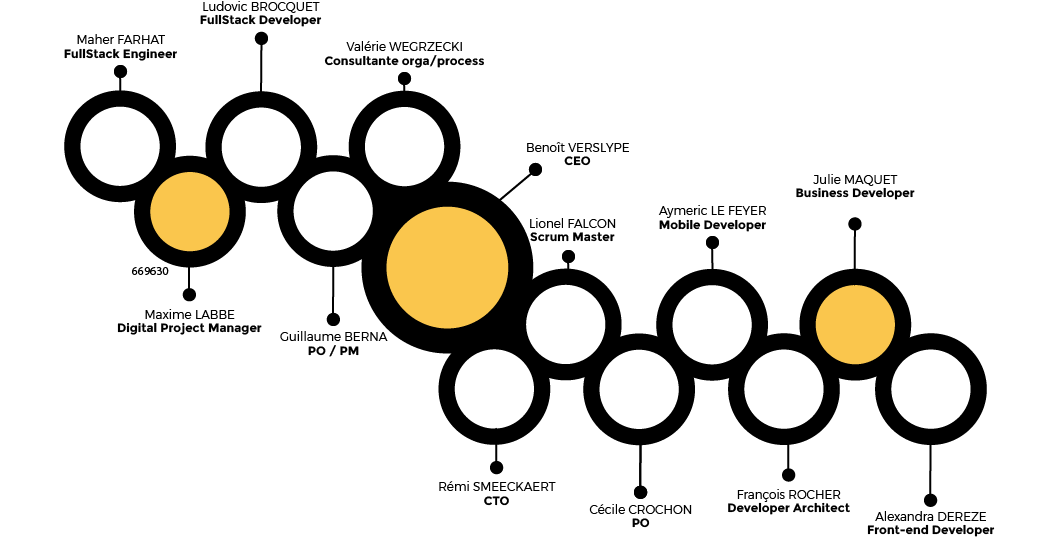 Ludovic BROCQUET
FullStack Developer
Maher FARHAT
FullStack Engineer
Valérie WEGRZECKI
Consultante orga/process
Benoît VERSLYPE
CEO
Julie MAQUET
Business Developer
Aymeric LE FEYER
Mobile Developer
Lionel FALCON
Scrum Master
669630
Maxime LABBE
Digital Project Manager
Guillaume BERNA
PO / PM
Rémi SMEECKAERT
CTO
Cécile CROCHON
PO
François ROCHER
Developer Architect
Alexandra DEREZE
Front-end Developer